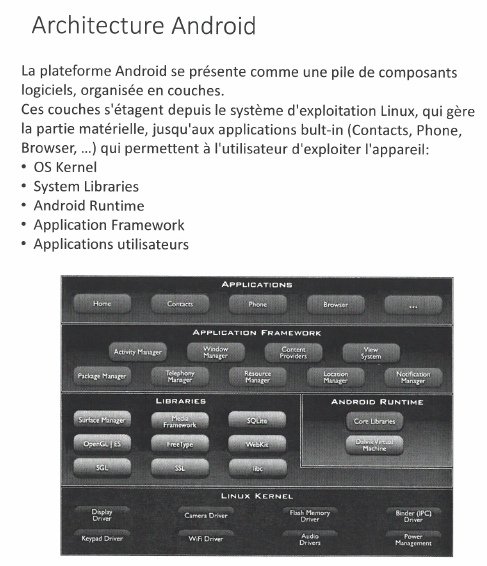 Architecture Android
La plateforme Android se présente comme une pile de composants
logiciels, organisée en couches.
Ces couches s'étagent depuis le système d'exploitation Linux, qui gère
la partie matérielle, jusqu'aux applications bult-in (Contacts, Phone,
Browser, ...) qui permettent à l'utilisateur d'exploiter l'appareil:
• OS Kernel
• System Libraries
• Android Runtime
• Application Framework
• Applications utilisateurs
APPLICATIONS
Home Contacts Phone Browser ...
APPLICATION FRAMEWORK
Activity Manager Window Manager Content Providers View System
Package Manager Telephony Manager Resource Manager Location Manager Notification Manager
LIBRARIES
Surface Manager Media Framework SQLite
OpenGL | ES FreeType WebKit
SGL SSL libc
ANDROID RUNTIME
Core Libraries
Dalvik Virtual Machine
LINUX KERNEL
Display Driver Camera Driver Flash Memory Driver Binder (IPC) Driver
Keypad Driver WiFi Driver Audio Drivers Power Management